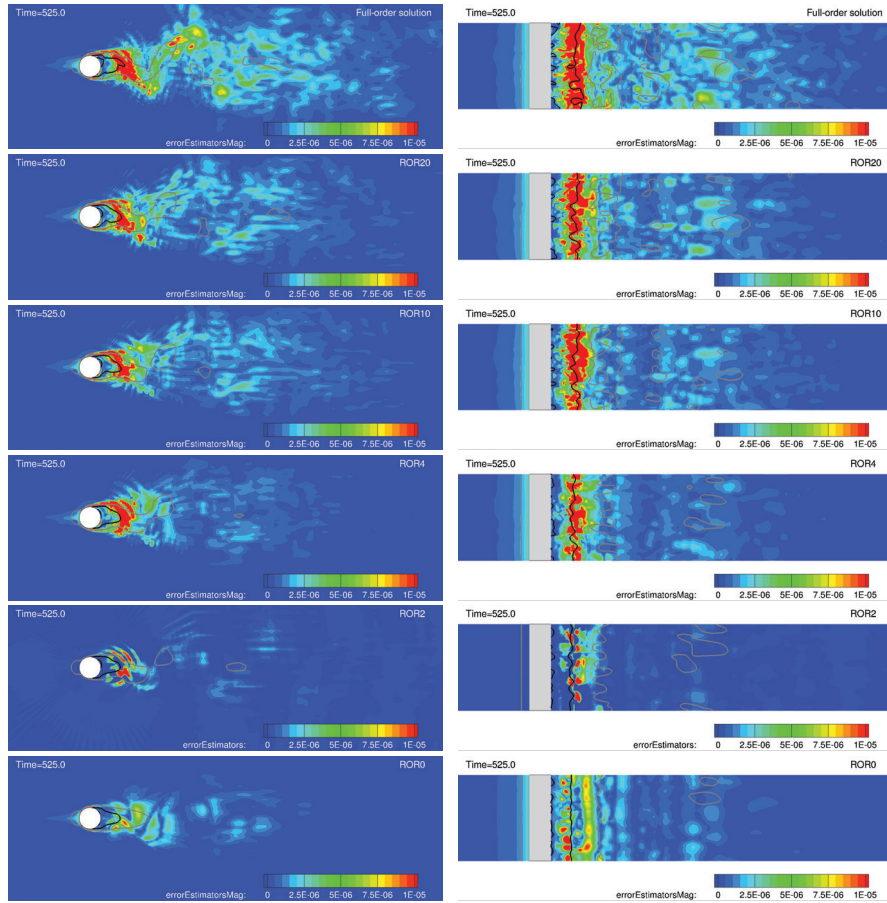 Time=525.0 Full-order solution
errorEstimatorsMag: 0 2.5E-06 5E-06 7.5E-06 1E-05
Time=525.0 Full-order solution
errorEstimatorsMag: 0 2.5E-06 5E-06 7.5E-06 1E-05
Time=525.0 ROR20
errorEstimatorsMag: 0 2.5E-06 5E-06 7.5E-06 1E-05
Time=525.0 ROR20
errorEstimatorsMag: 0 2.5E-06 5E-06 7.5E-06 1E-05
Time=525.0 ROR10
errorEstimatorsMag: 0 2.5E-06 5E-06 7.5E-06 1E-05
Time=525.0 ROR10
errorEstimatorsMag: 0 2.5E-06 5E-06 7.5E-06 1E-05
Time=525.0 ROR4
errorEstimatorsMag: 0 2.5E-06 5E-06 7.5E-06 1E-05
Time=525.0 ROR4
errorEstimatorsMag: 0 2.5E-06 5E-06 7.5E-06 1E-05
Time=525.0 ROR2
errorEstimators: 0 2.5E-06 5E-06 7.5E-06 1E-05
Time=525.0 ROR2
errorEstimators: 0 2.5E-06 5E-06 7.5E-06 1E-05
Time=525.0 ROR0
errorEstimatorsMag: 0 2.5E-06 5E-06 7.5E-06 1E-05
Time=525.0 ROR0
errorEstimatorsMag: 0 2.5E-06 5E-06 7.5E-06 1E-05